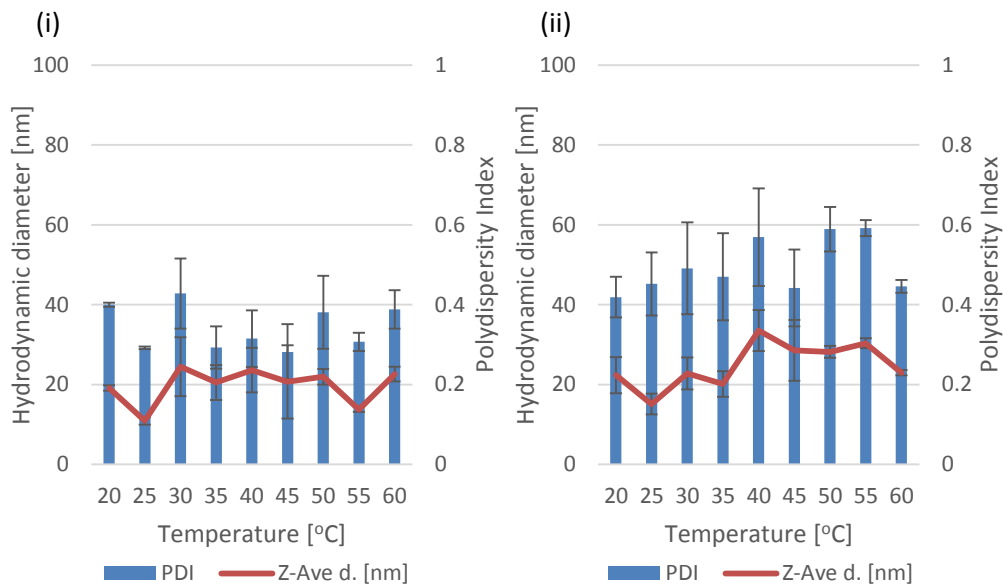 (i)
100
80
60
40
20
0
Hydrodynamic diameter [nm]
1
0.8
0.6
0.4
0.2
0
Polydispersity Index
20 25 30 35 40 45 50 55 60
Temperature [oC]
PDI Z-Ave d. [nm]
(ii)
100
80
60
40
20
0
Hydrodynamic diameter [nm]
1
0.8
0.6
0.4
0.2
0
Polydispersity Index
20 25 30 35 40 45 50 55 60
Temperature [oC]
PDI Z-Ave d. [nm]